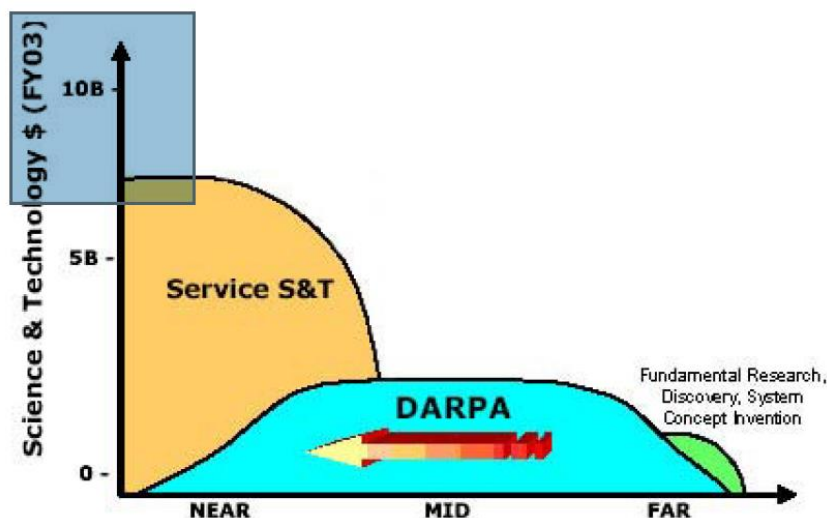 Science & Technology $ (FY03)
10B -
5B -
0 -
Service S&T
DARPA
Fundamental Research,
Discovery, System
Concept Invention
NEAR MID FAR